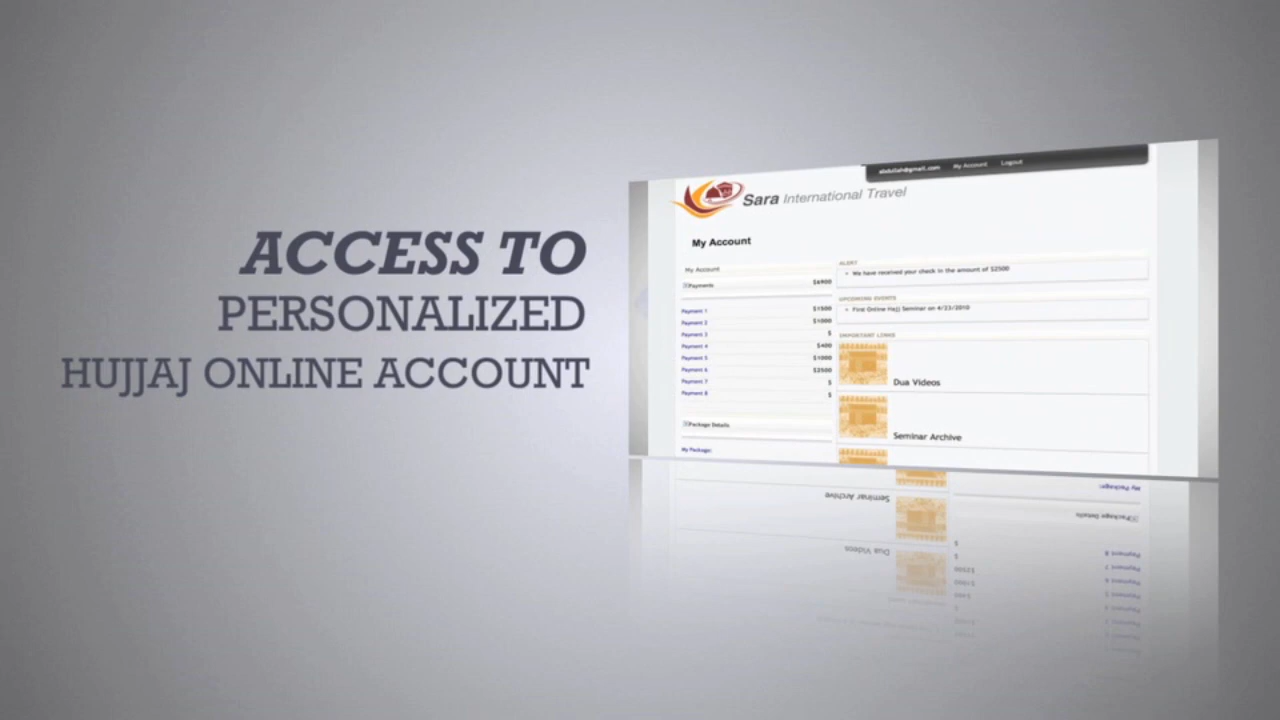 ACCESS TO
PERSONALIZED
HUJJAJ ONLINE ACCOUNT
abdullah@gmail.com My Account Logout
Sara International Travel
My Account
My Account
Payments $6900
Payment 1 $1500
Payment 2 $1000
Payment 3 $
Payment 4 $400
Payment 5 $1000
Payment 6 $2500
Payment 7 $
Payment 8 $
Package Details
My Package:
ALERT
We have received your check in the amount of $2500
UPCOMING EVENTS
First Online Hajj Seminar on 4/23/2010
IMPORTANT LINKS
Dua Videos
Seminar Archive